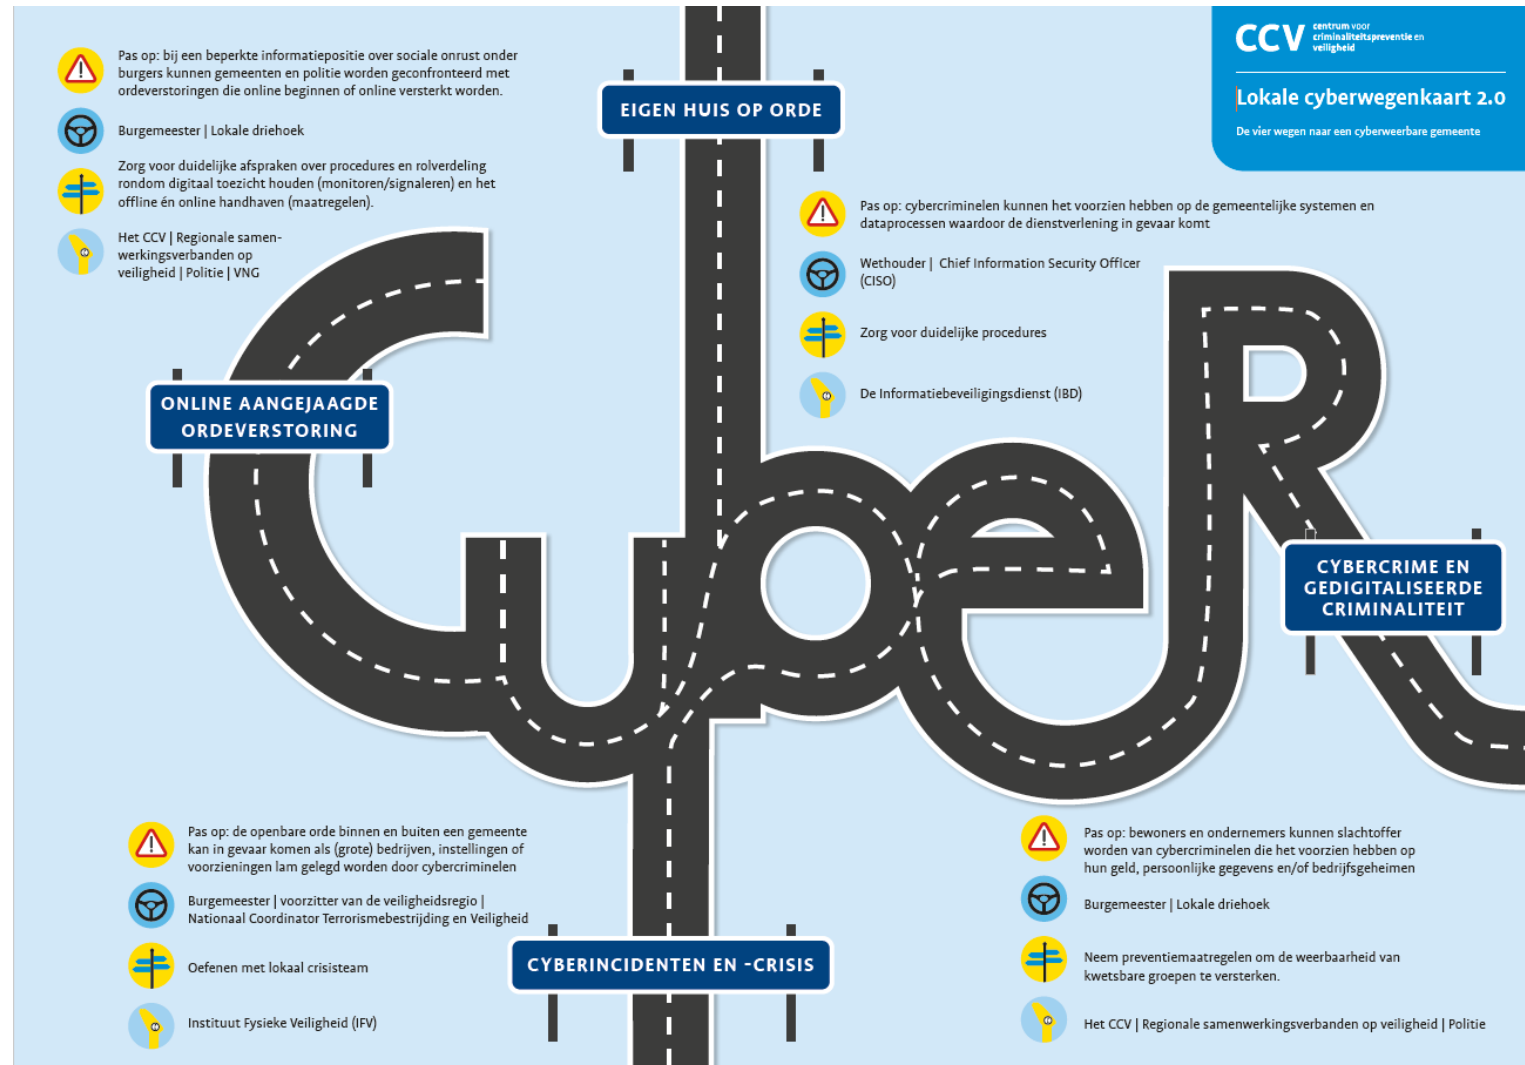 CCV centrum voor
criminaliteitspreventie en
veiligheid
Lokale cyberwegenkaart 2.0
De vier wegen naar een cyberweerbare gemeente
Pas op: bij een beperkte informatiepositie over sociale onrust onder
burgers kunnen gemeenten en politie worden geconfronteerd met
ordeverstoringen die online beginnen of online versterkt worden.
Burgemeester | Lokale driehoek
Zorg voor duidelijke afspraken over procedures en rolverdeling
rondom digitaal toezicht houden (monitoren/signaleren) en het
offline én online handhaven (maatregelen).
Het CCV | Regionale samen-
werkingsverbanden op
veiligheid | Politie | VNG
ONLINE AANGEJAAGDE
ORDEVERSTORING
EIGEN HUIS OP ORDE
Pas op: cybercriminelen kunnen het voorzien hebben op de gemeentelijke systemen en
dataprocessen waardoor de dienstverlening in gevaar komt
Wethouder | Chief Information Security Officer
(CISO)
Zorg voor duidelijke procedures
De Informatiebeveiligingsdienst (IBD)
CyberR
CYBERCRIME EN
GEDIGITALISEERDE
CRIMINALITEIT
Pas op: de openbare orde binnen en buiten een gemeente
kan in gevaar komen als (grote) bedrijven, instellingen of
voorzieningen lam gelegd worden door cybercriminelen
Burgemeester | voorzitter van de veiligheidsregio |
Nationaal Coordinator Terrorismebestrijding en Veiligheid
Oefenen met lokaal crisisteam
Instituut Fysieke Veiligheid (IFV)
CYBERINCIDENTEN EN -CRISIS
Pas op: bewoners en ondernemers kunnen slachtoffer
worden van cybercriminelen die het voorzien hebben op
hun geld, persoonlijke gegevens en/of bedrijfsgeheimen
Burgemeester | Lokale driehoek
Neem preventiemaatregelen om de weerbaarheid van
kwetsbare groepen te versterken.
Het CCV | Regionale samenwerkingsverbanden op veiligheid | Politie